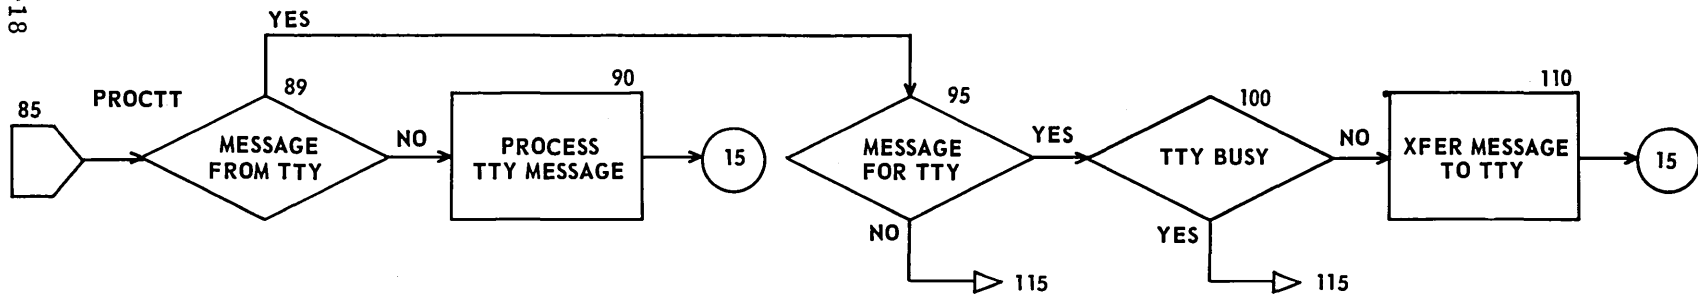 -18
YES
85
PROCTT
89
MESSAGE
FROM TTY
NO
90
PROCESS
TTY MESSAGE
15
95
MESSAGE
FOR TTY
YES
NO
115
100
TTY BUSY
NO
YES
115
110
XFER MESSAGE
TO TTY
15